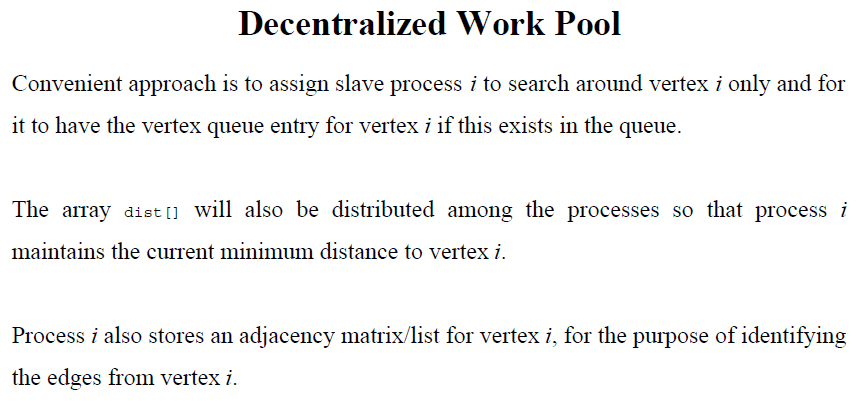 Decentralized Work Pool
Convenient approach is to assign slave process i to search around vertex i only and for
it to have the vertex queue entry for vertex i if this exists in the queue.
The array dist[] will also be distributed among the processes so that process i
maintains the current minimum distance to vertex i.
Process i also stores an adjacency matrix/list for vertex i, for the purpose of identifying
the edges from vertex i.